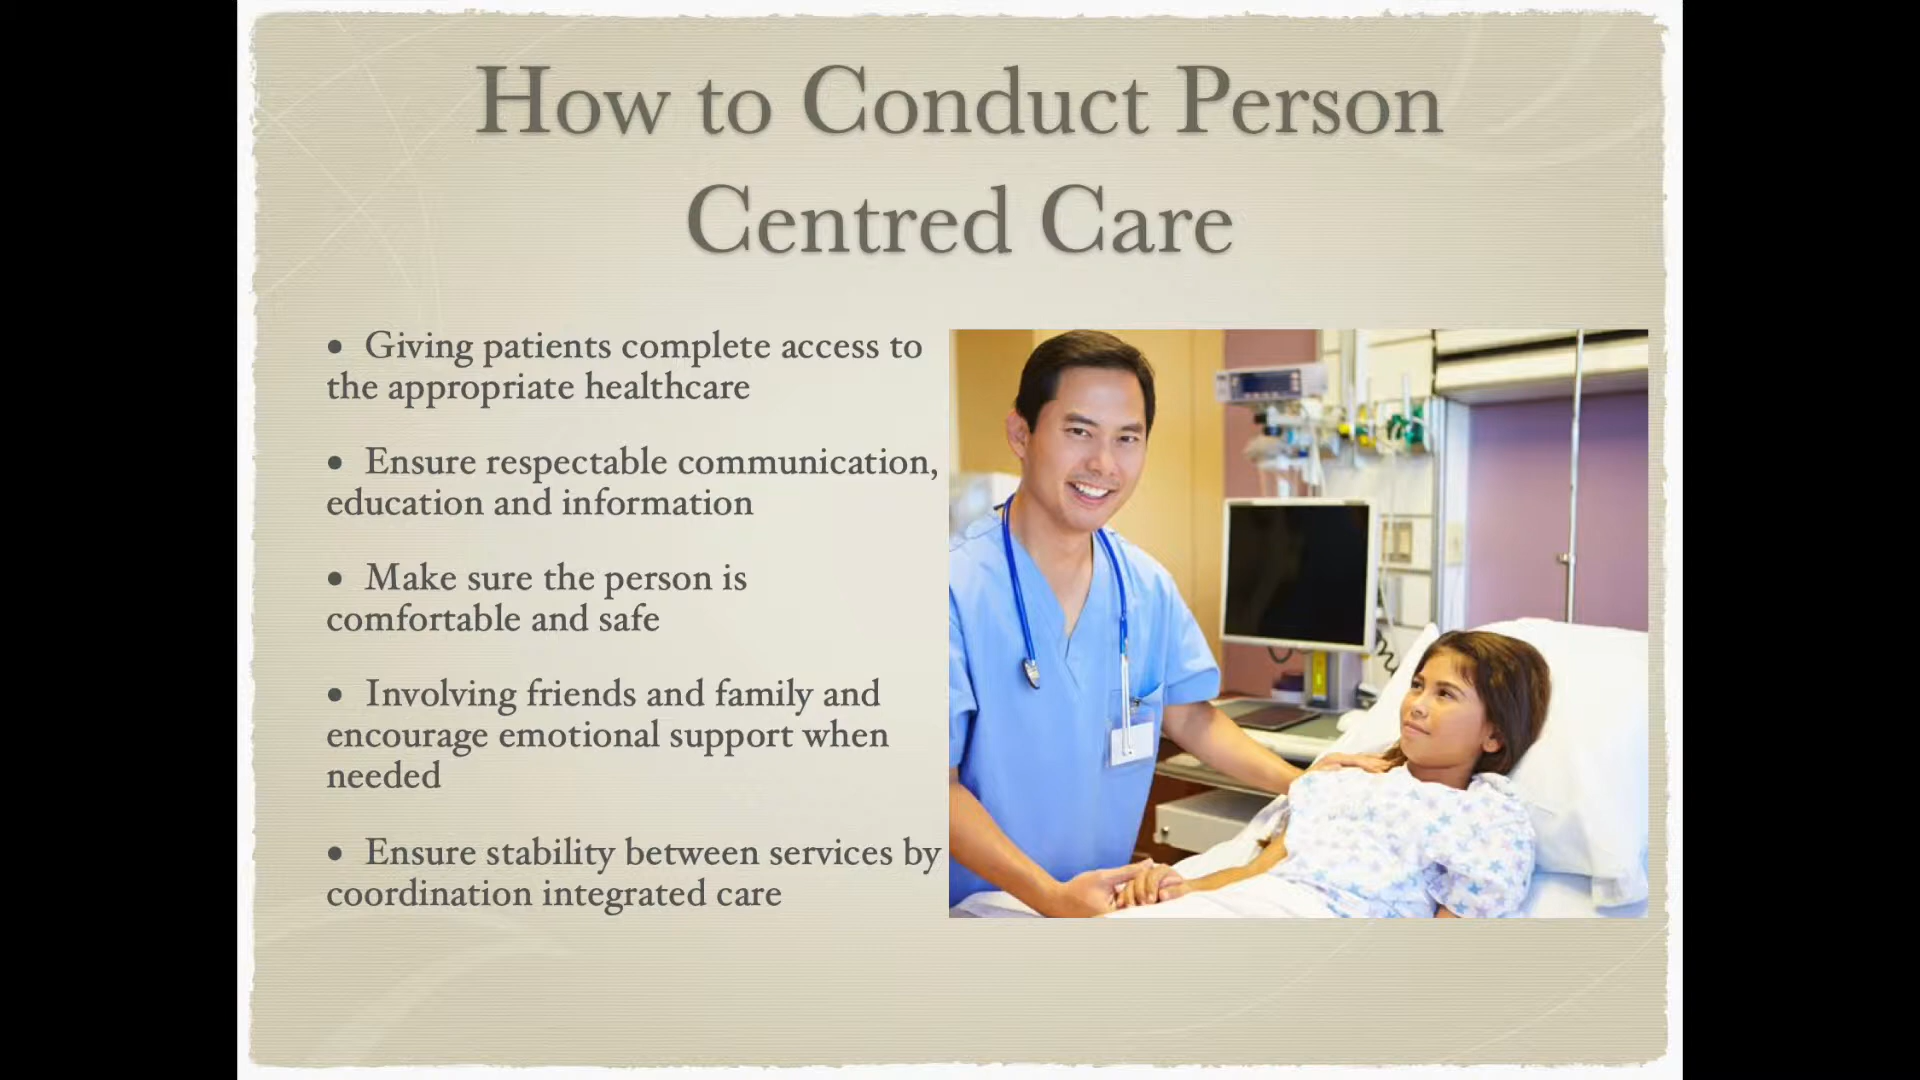 How to Conduct Person
Centred Care
• Giving patients complete access to
the appropriate healthcare
• Ensure respectable communication,
education and information
• Make sure the person is
comfortable and safe
• Involving friends and family and
encourage emotional support when
needed
• Ensure stability between services by
coordination integrated care